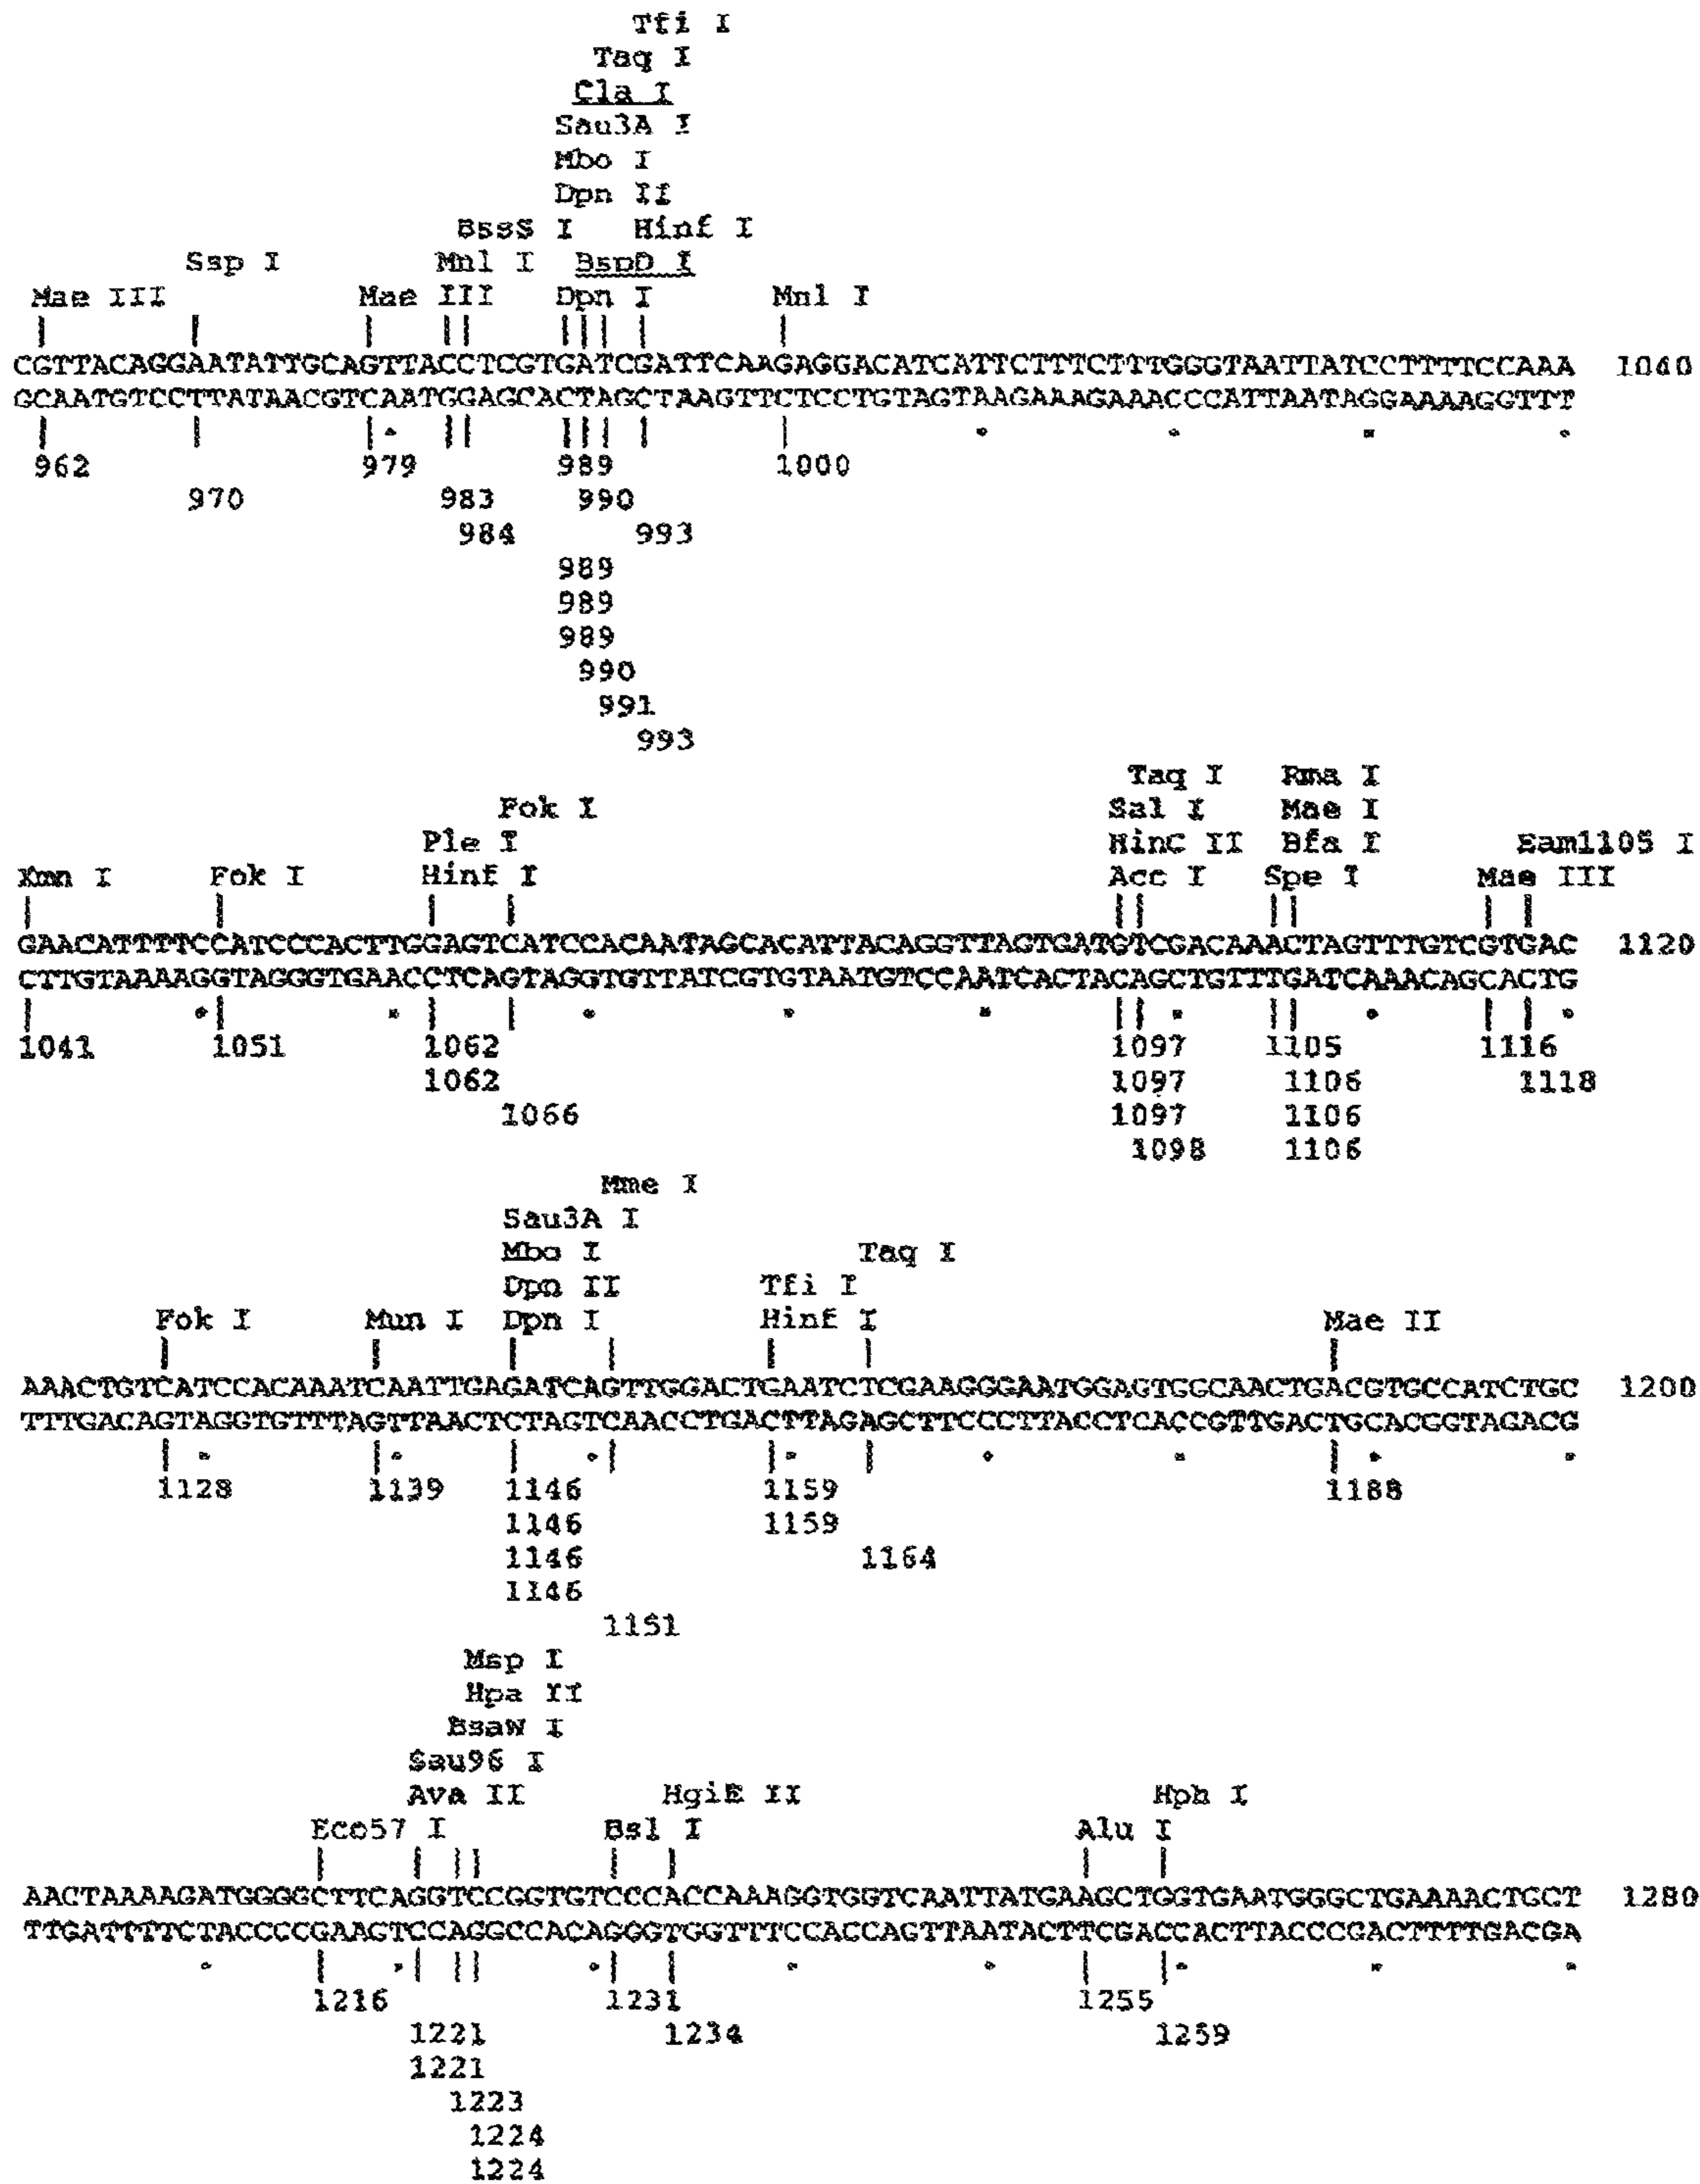 Tfi I
Taq I
Cla I
Sau3A I
Mbo I
Dpn II
BssS I Hinf I
Ssp I Mnl I BspD I
Mae III Mae III Dpn I Mnl I
CGTTACAGGAATATTGCAGTTACCTCGTGATCGATTCAAGAGGACATCATTCTTTCTTTGGGTAATTATCCTTTTCCAAA 1040
GCAATGTCCTTATAACGTCAATGGAGCACTAGCTAAGTTCTCCTGTAGTAAGAAAGAAACCCATTAATAGGAAAAGGTTT
962 979 989 1000
970 983 990
984 993
989
989
989
990
991
993
Taq I Rma I
Fok I Sal I Mae I
Ple I HinC II Bfa I Eam1105 I
Xmn I Fok I Hinf I Acc I Spe I Mae III
GAACATTTTCCATCCCACTTGGAGTCATCCACAATAGCACATTACAGGTTAGTGATGTCGACAAACTAGTTTGTCGTGAC 1120
CTTGTAAAAGGTAGGGTGAACCTCAGTAGGTGTTATCGTGTAATGTCCAATCACTACAGCTGTTTGATCAAACAGCACTG
1041 1051 1062 1097 1105 1116
1062 1097 1106 1118
1066 1097 1106
1098 1106
Mme I
Sau3A I
Mbo I Taq I
Dpn II Tfi I
Fok I Mun I Dpn I Hinf I Mae II
AAACTGTCATCCACAAATCAATTGAGATCAGTTGGACTGAATCTCGAAGGGAATGGAGTGGCAACTGACGTGCCATCTGC 1200
TTTGACAGTAGGTGTTTAGTTAACTCTAGTCAACCTGACTTAGAGCTTCCCTTACCTCACCGTTGACTGCACGGTAGACG
1128 1139 1146 1159 1188
1146 1159
1146 1164
1146
1151
Msp I
Hpa II
BsaW I
Sau96 I
Ava II HgiE II Hph I
Eco57 I Bsl I Alu I
AACTAAAAGATGGGGCTTCAGGTCCGGTGTCCCACCAAAGGTGGTCAATTATGAAGCTGGTGAATGGGCTGAAAACTGCT 1280
TTGATTTTCTACCCCGAAGTCCAGGCCACAGGGTGGTTTCCACCAGTTAATACTTCGACCACTTACCCGACTTTTGACGA
1216 1231 1255
1221 1234 1259
1221
1223
1224
1224